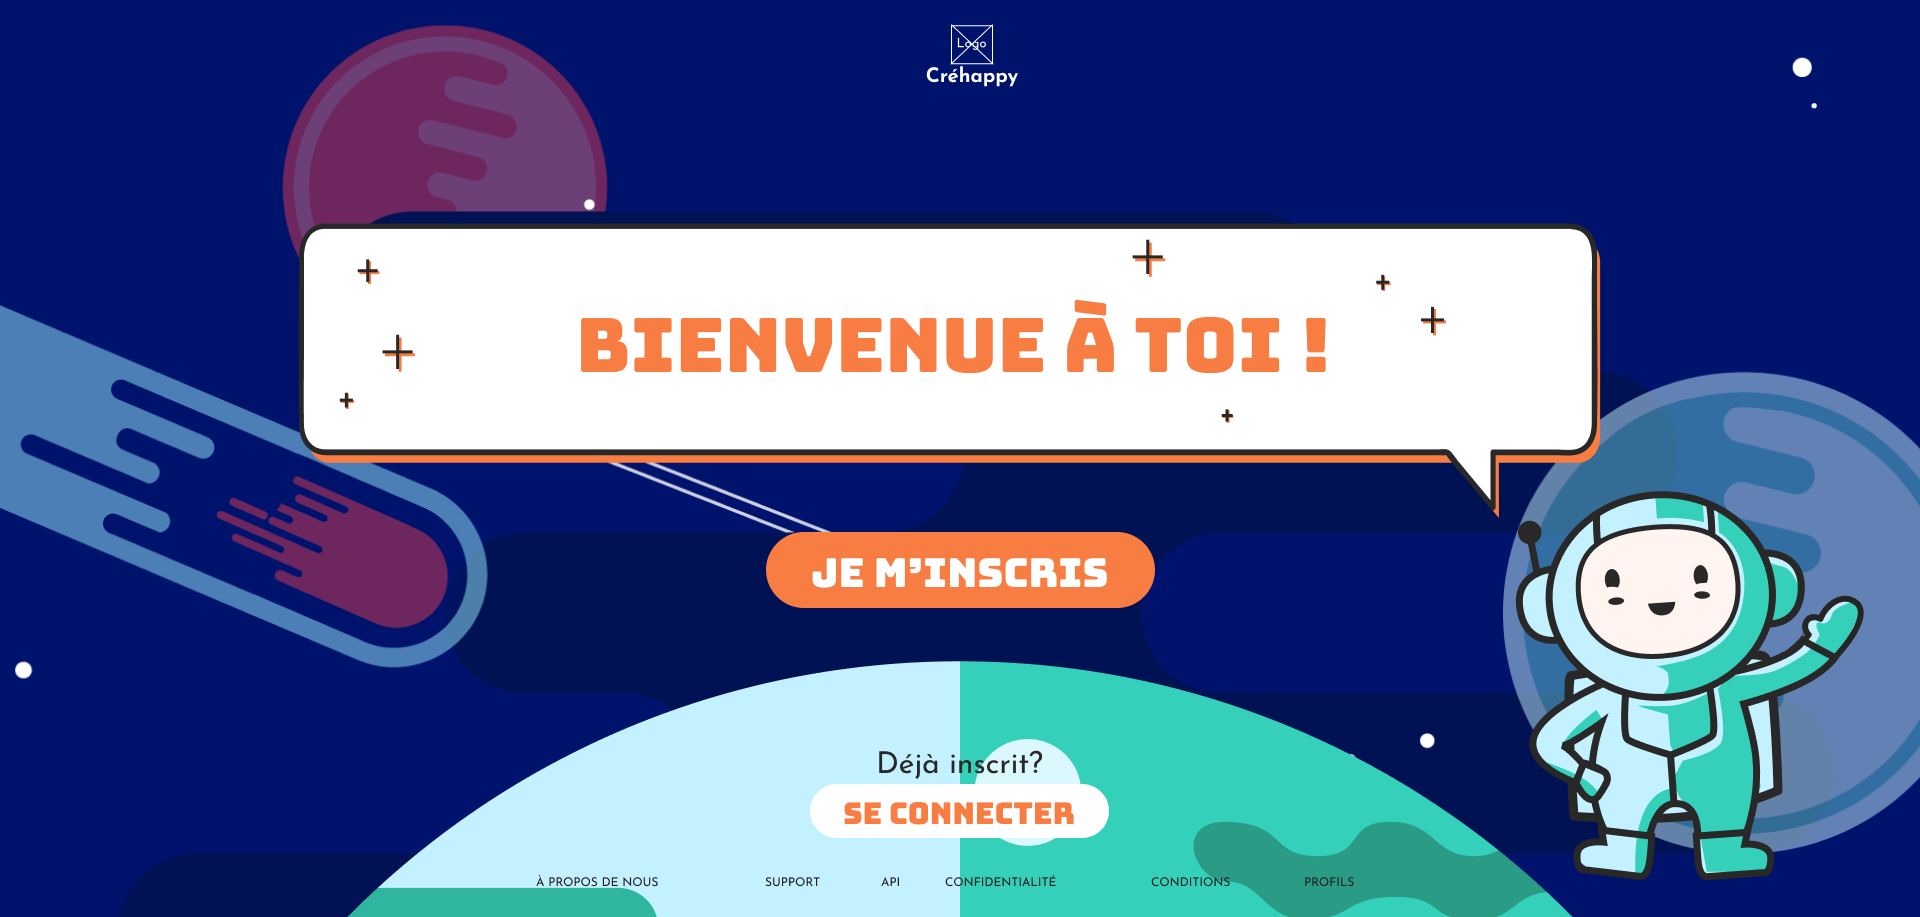 Logo
Créhappy
BIENVENUE À TOI !
JE M’INSCRIS
Déjà inscrit?
SE CONNECTER
À PROPOS DE NOUS SUPPORT API CONFIDENTIALITÉ CONDITIONS PROFILS